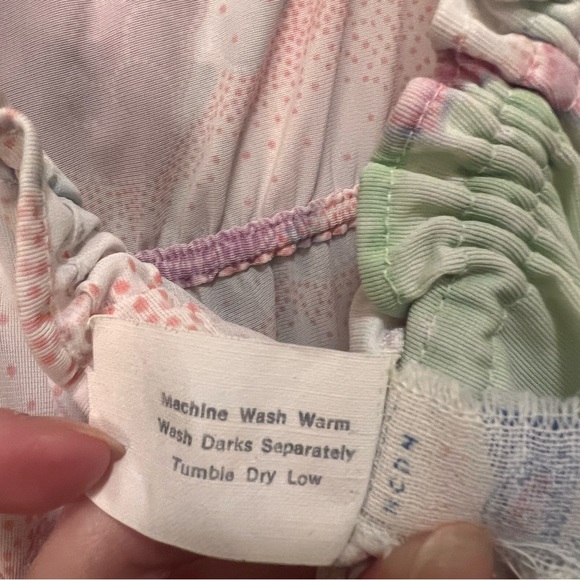 Machine Wash Warm
Wash Darks Separately
Tumble Dry Low